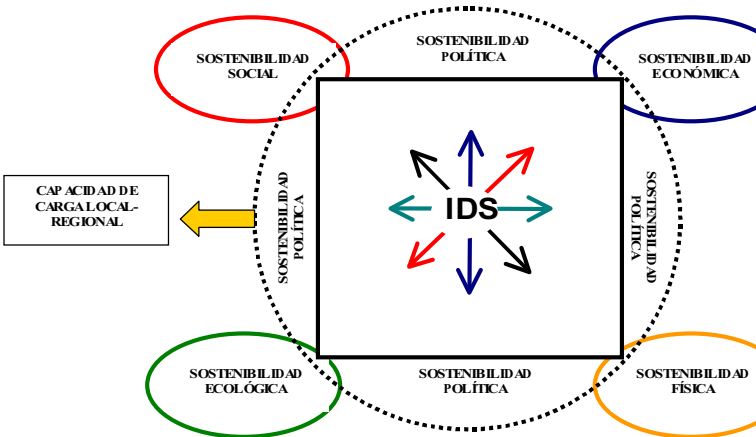 SOSTENIBILIDAD
POLÍTICA
SOSTENIBILIDAD
SOCIAL
SOSTENIBILIDAD
ECONÓMICA
CAPACIDAD DE
CARGA LOCAL-
REGIONAL
SOSTENIBILIDAD
POLÍTICA
IDS
SOSTENIBILIDAD
POLÍTICA
SOSTENIBILIDAD
ECOLÓGICA
SOSTENIBILIDAD
POLÍTICA
SOSTENIBILIDAD
FÍSICA